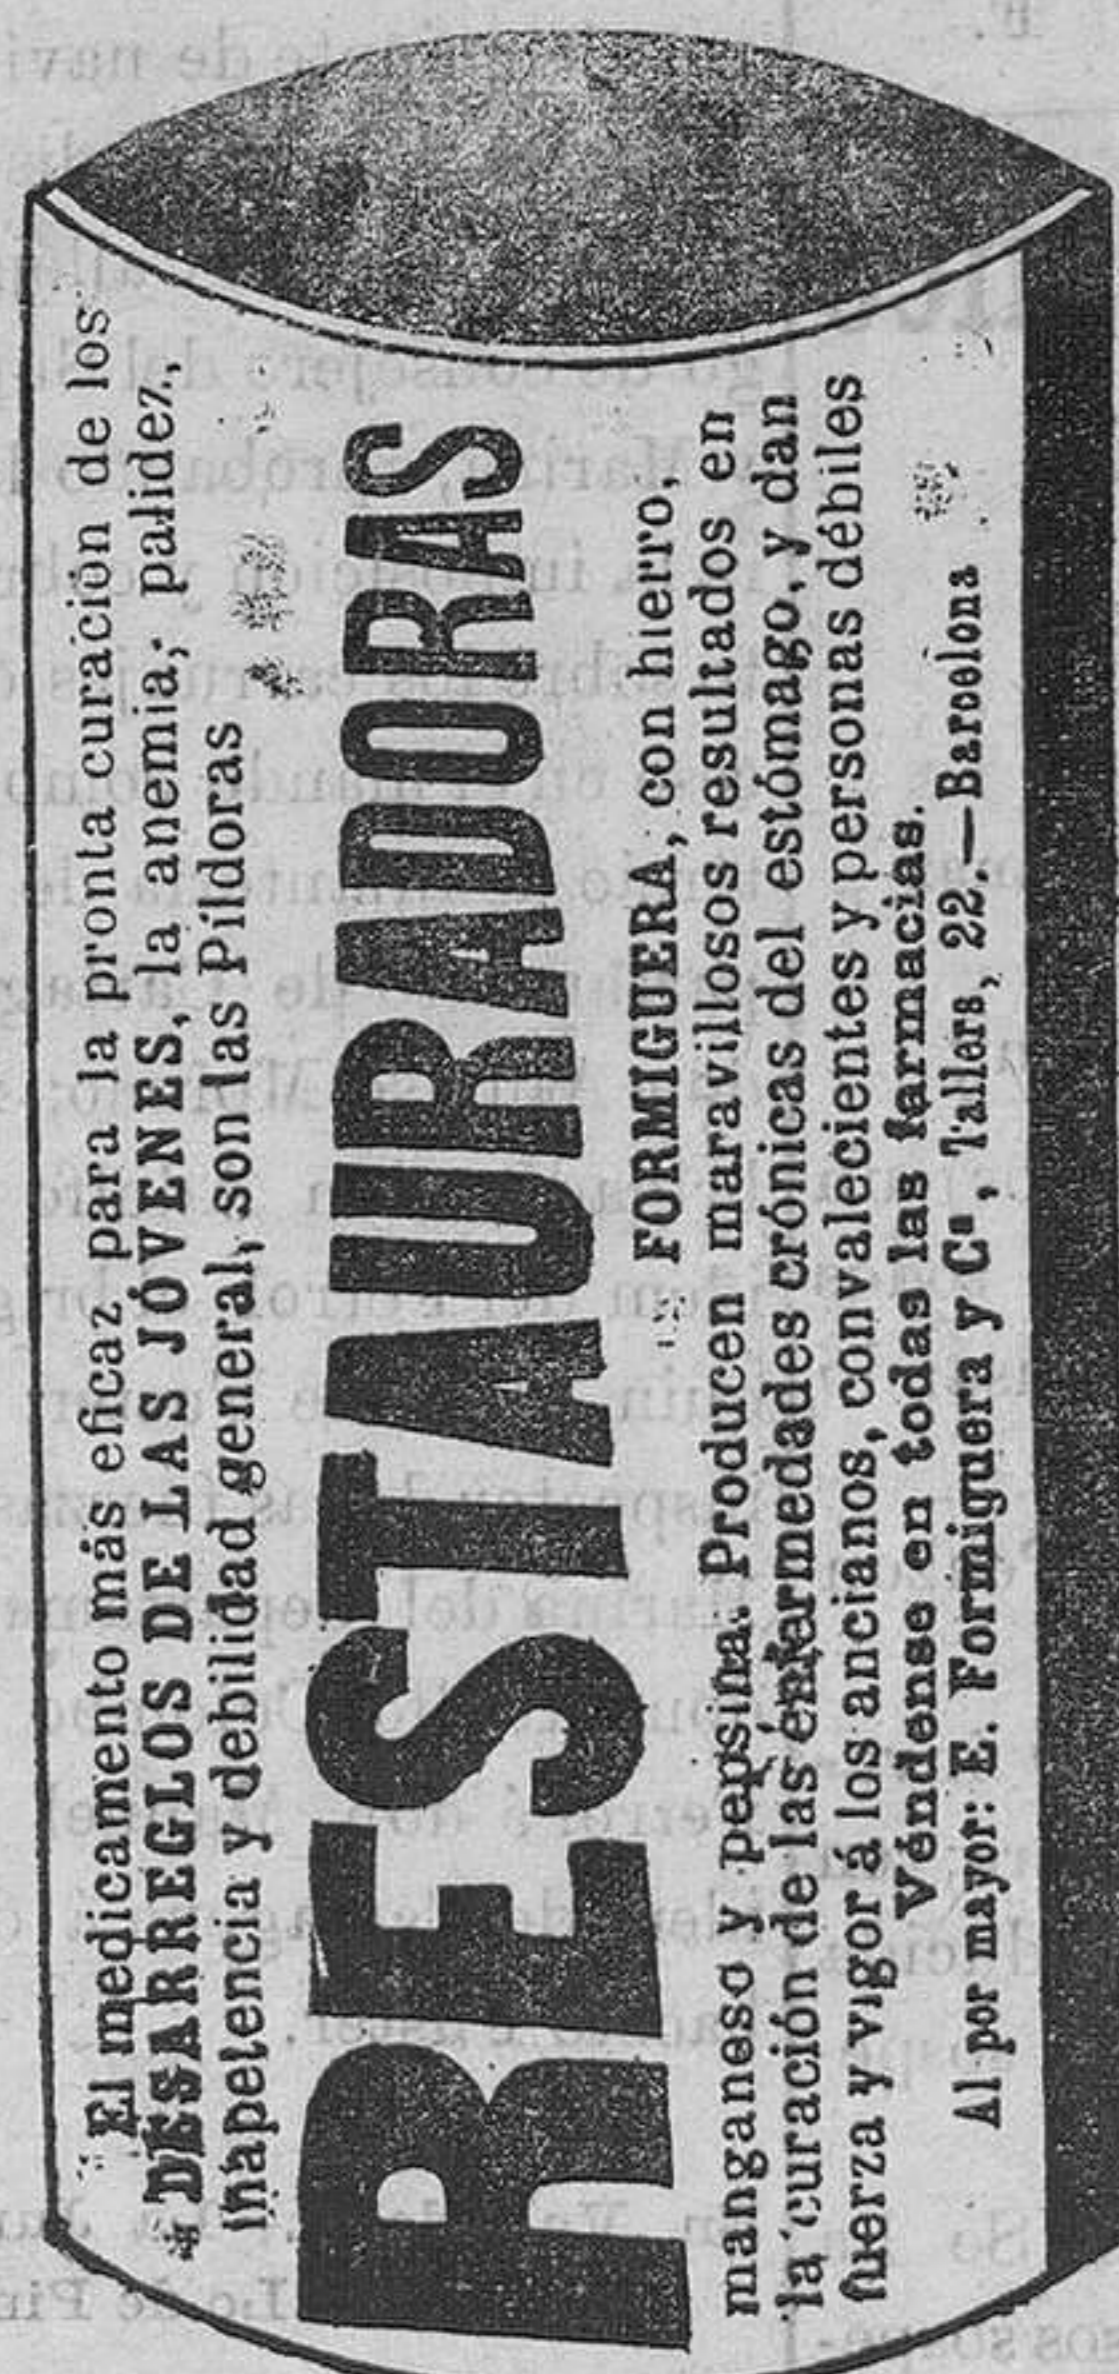 El medicamento más eficaz para la pronta curación de los
DESARREGLOS DE LAS JÓVENES, la anemia, palidez,
inapetencia y debilidad general, son las Pildoras
RESTAURADORAS
FORMIGUERA, con hierro,
manganeso y pepsina. Producen maravillosos resultados en
la curación de las enfermedades crónicas del estómago, y dan
fuerza y vigor á los ancianos, convalecientes y personas débiles
Véndense en todas las farmacias.
Al por mayor: E. Formiguera y Cª, Tallers, 22.—Barcelona